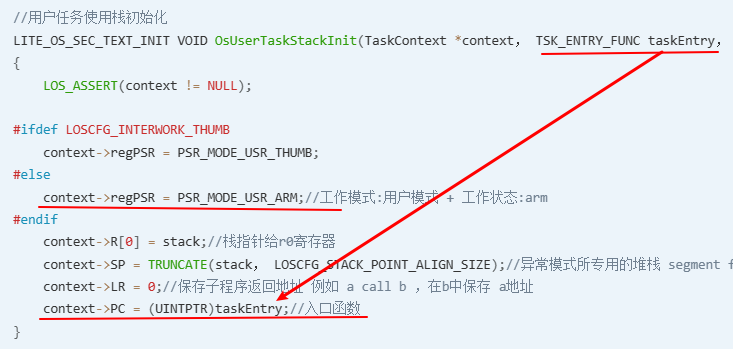 //用户任务使用栈初始化
LITE_OS_SEC_TEXT_INIT VOID OsUserTaskStackInit(TaskContext *context, TSK_ENTRY_FUNC taskEntry,
{
    LOS_ASSERT(context != NULL);
#ifdef LOSCFG_INTERWORK_THUMB
    context->regPSR = PSR_MODE_USR_THUMB;
#else
    context->regPSR = PSR_MODE_USR_ARM;//工作模式:用户模式 + 工作状态:arm
#endif
    context->R[0] = stack;//栈指针给r0寄存器
    context->SP = TRUNCATE(stack, LOSCFG_STACK_POINT_ALIGN_SIZE);//异常模式所专用的堆栈 segment f
    context->LR = 0;//保存子程序返回地址 例如 a call b ,在b中保存 a地址
    context->PC = (UINTPTR)taskEntry;//入口函数
}